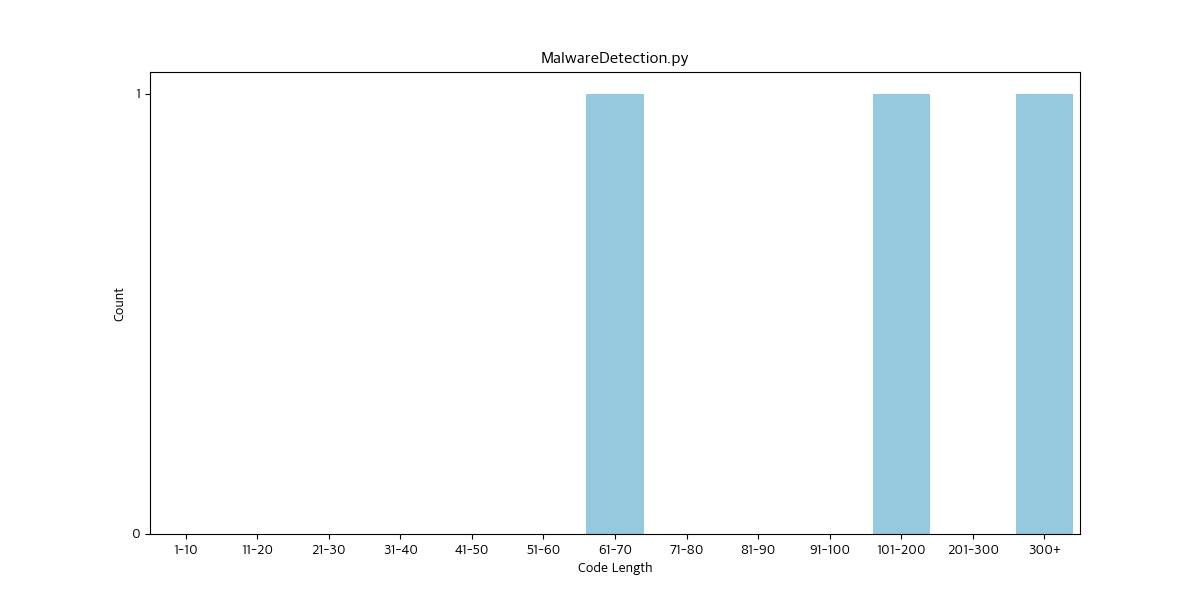 MalwareDetection.py
1
Count
0
1-10 11-20 21-30 31-40 41-50 51-60 61-70 71-80 81-90 91-100 101-200 201-300 300+
Code Length